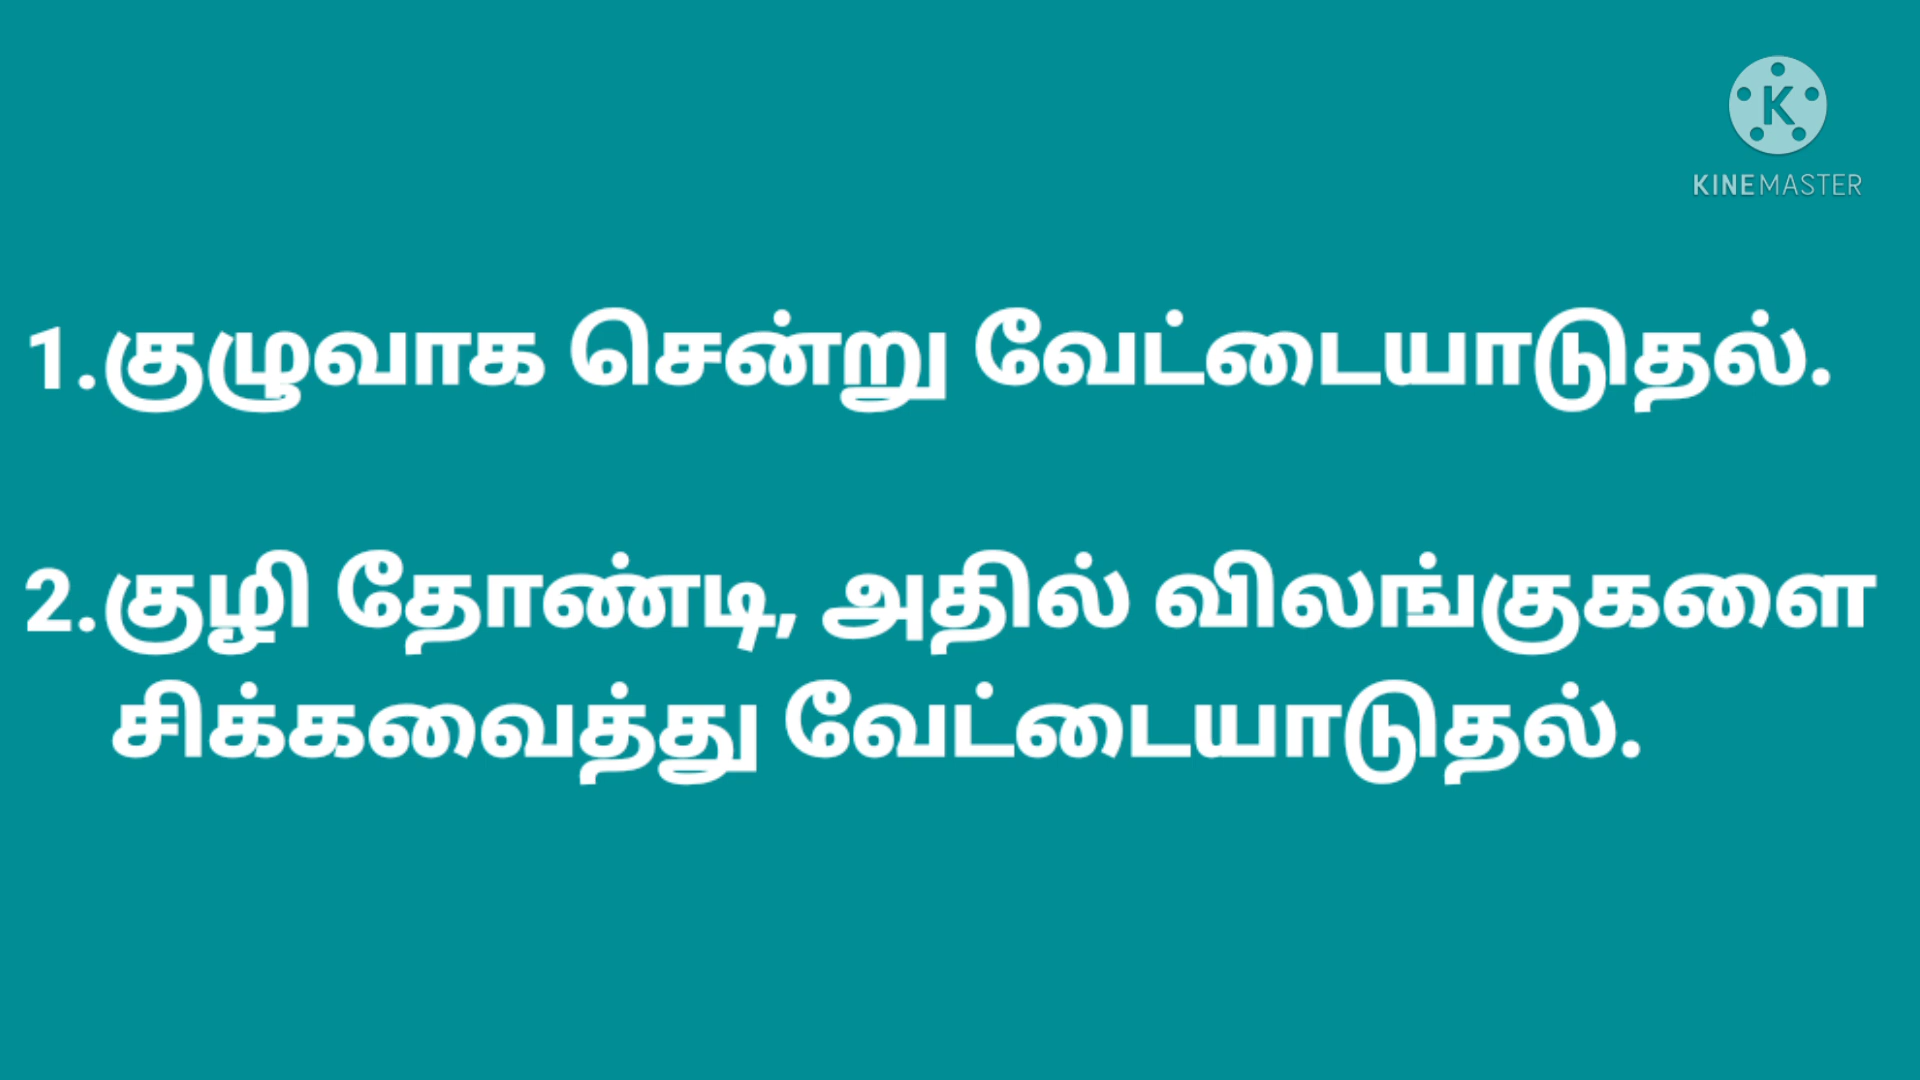 K
KINEMASTER
1.குழுவாக சென்று வேட்டையாடுதல்.
2.குழி தோண்டி, அதில் விலங்குகளை
சிக்கவைத்து வேட்டையாடுதல்.